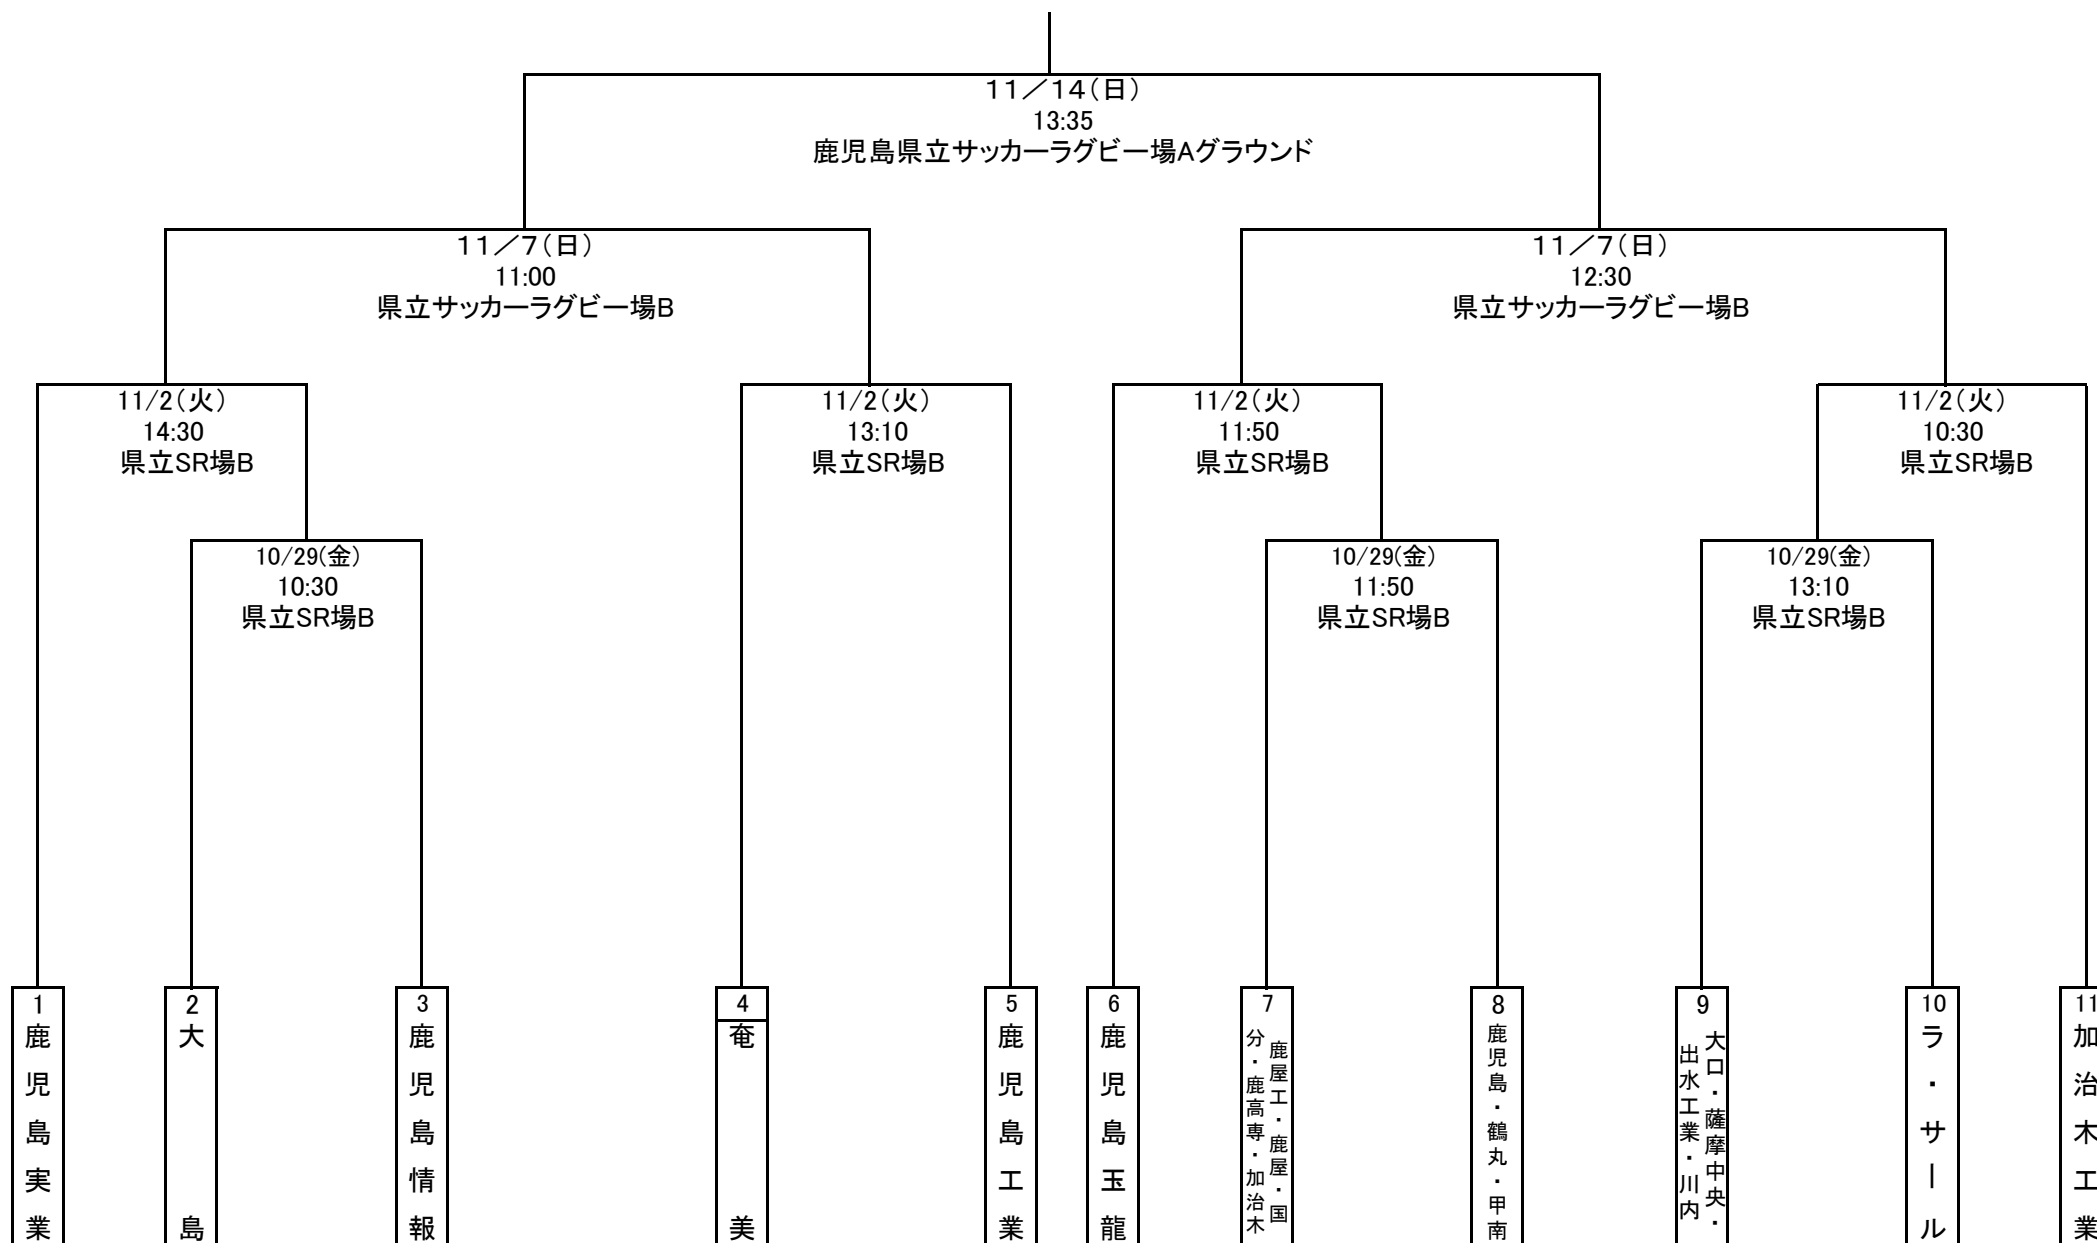 11／14（日）
13:35
鹿児島県立サッカーラグビー場Aグラウンド
11／7（日）
11:00
県立サッカーラグビー場B
11／7（日）
12:30
県立サッカーラグビー場B
11/2（火）
14:30
県立SR場B
11/2（火）
13:10
県立SR場B
11/2（火）
11:50
県立SR場B
11/2（火）
10:30
県立SR場B
10/29(金)
10:30
県立SR場B
10/29(金)
11:50
県立SR場B
10/29(金)
13:10
県立SR場B
1
鹿児島実業
2
大島
3
鹿児島情報
4
奄美
5
鹿児島工業
6
鹿児島玉龍
7
鹿屋工・鹿屋・国
分・鹿高専・加治木
8
鹿児島・鶴丸・甲南
9
大口・薩摩中央・
出水工業・川内
10
ラ・サール
11
加治木工業